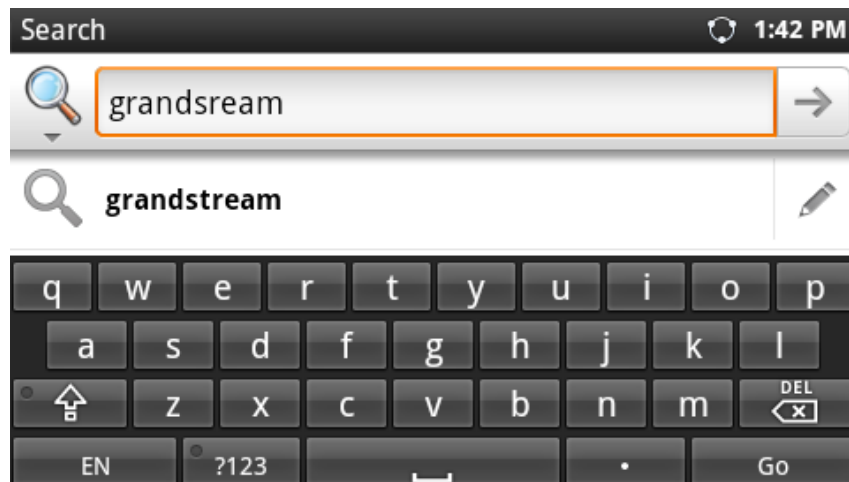 Search 1:42 PM
grandsream
grandstream
q w e r t y u i o p
a s d f g h j k l
z x c v b n m DEL
EN ?123 . Go